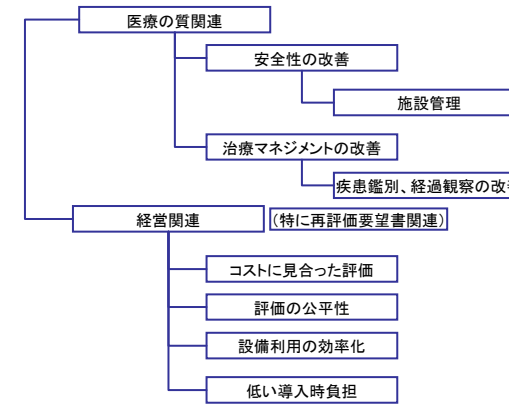 医療の質関連
安全性の改善
施設管理
治療マネジメントの改善
疾患鑑別、経過観察の改
経営関連
(特に再評価要望書関連)
コストに見合った評価
評価の公平性
設備利用の効率化
低い導入時負担